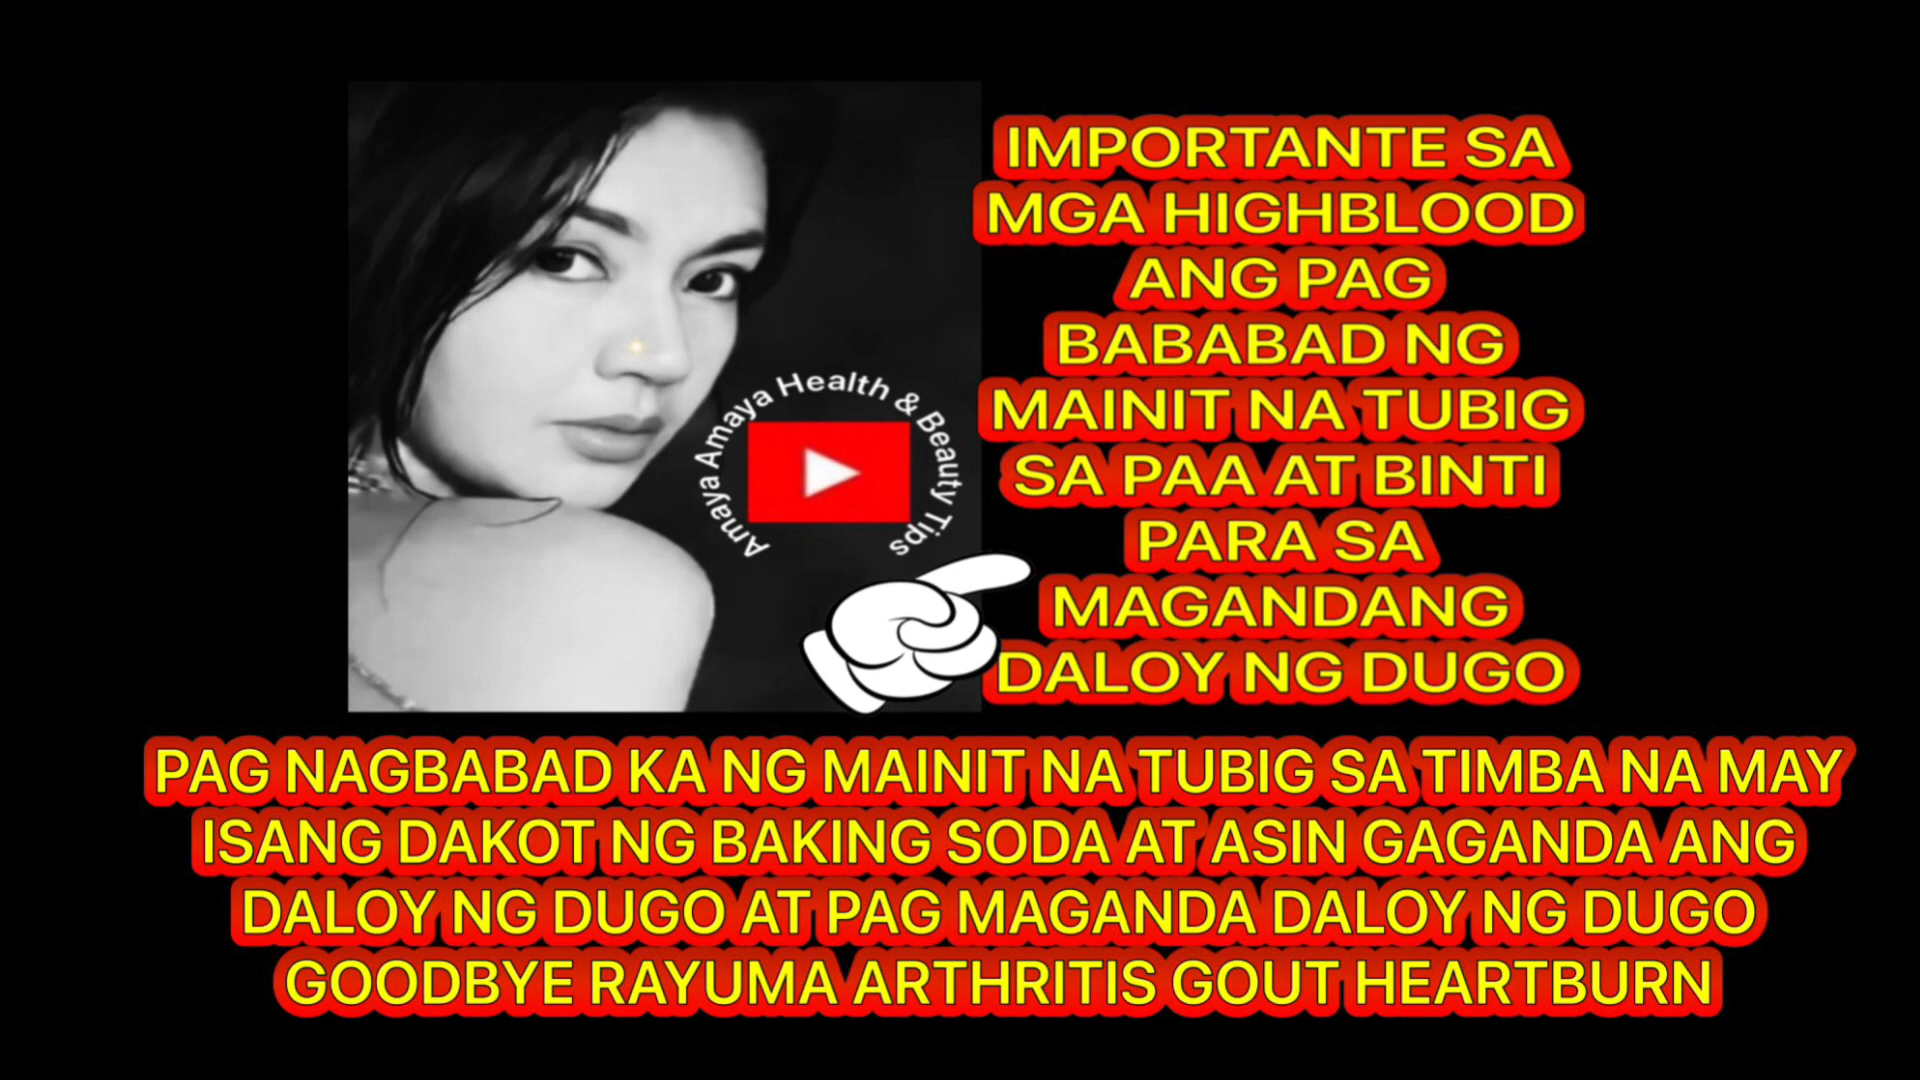 IMPORTANTE SA
MGA HIGHBLOOD
ANG PAG
BABABAD NG
MAINIT NA TUBIG
SA PAA AT BINTI
PARA SA
MAGANDANG
DALOY NG DUGO
Amaya Amaya Health & Beauty Tips
PAG NAGBABAD KA NG MAINIT NA TUBIG SA TIMBA NA MAY
ISANG DAKOT NG BAKING SODA AT ASIN GAGANDA ANG
DALOY NG DUGO AT PAG MAGANDA DALOY NG DUGO
GOODBYE RAYUMA ARTHRITIS GOUT HEARTBURN